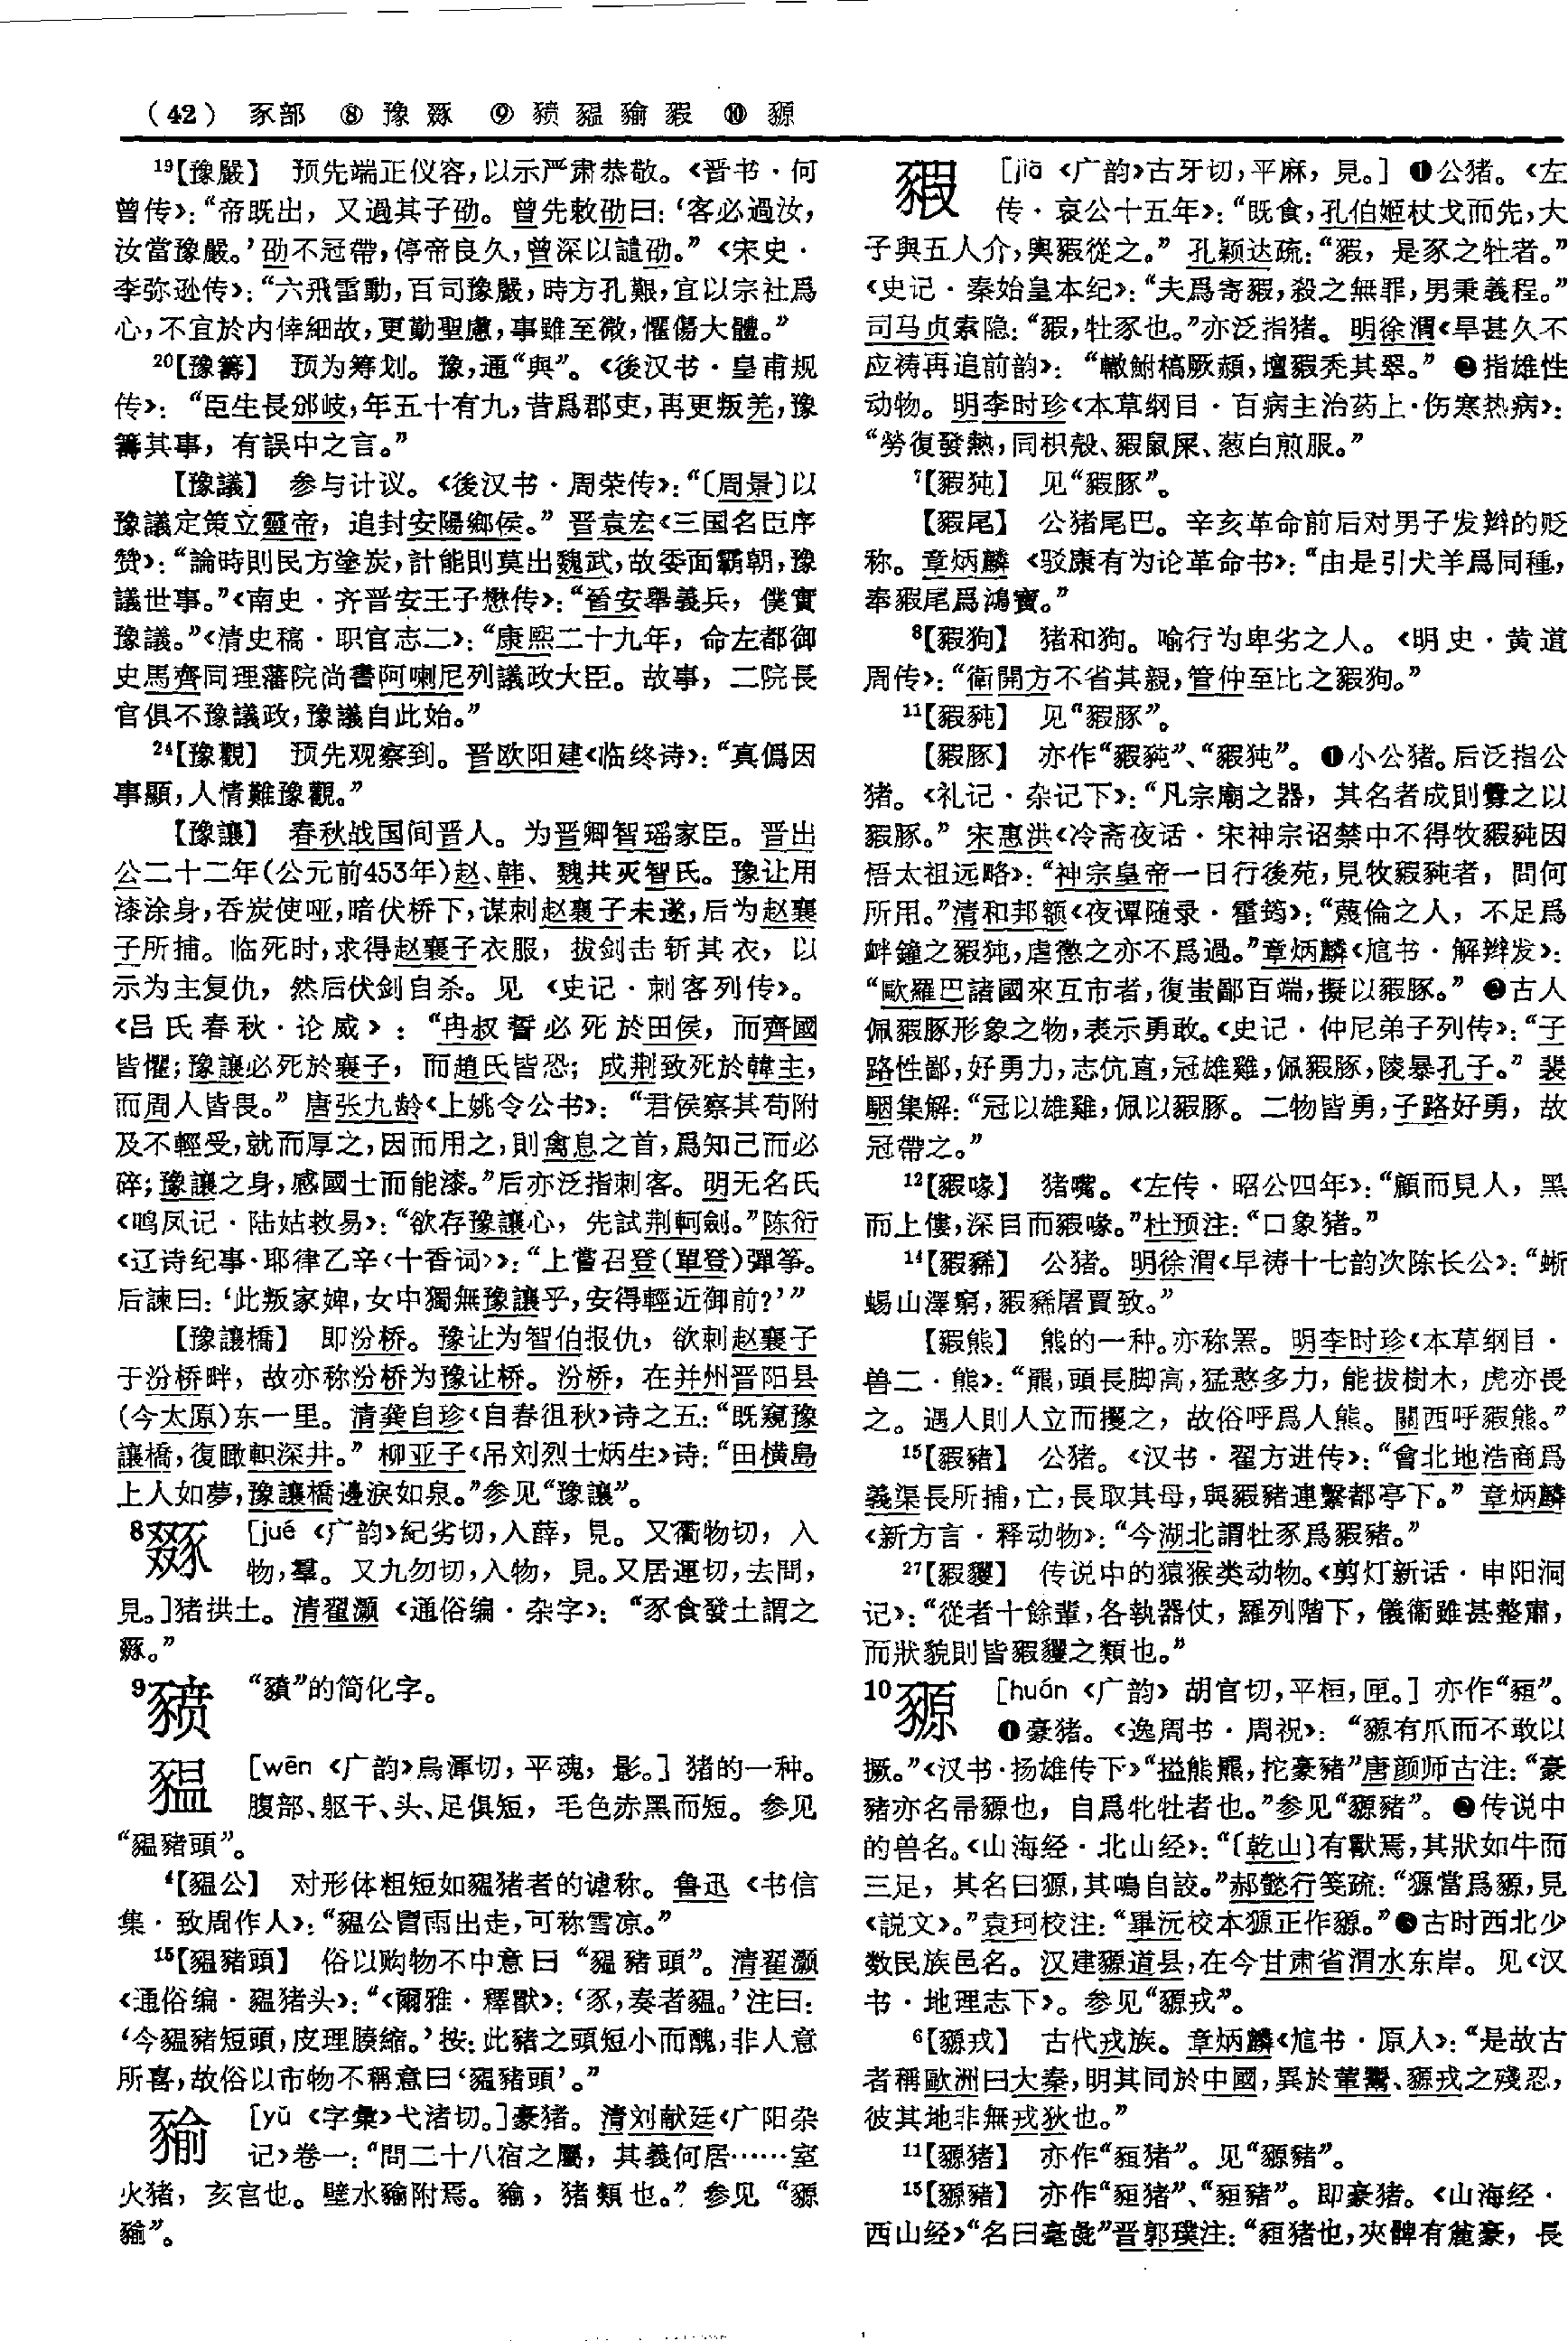 (42) 豕部 ⑧豫豩 ⑨豮豱貐豭 ⑩豲
¹⁹【豫嚴】 预先端正仪容,以示严肃恭敬。《晋书·何
曾传》:“帝既出,又過其子劭。曾先敕劭曰:‘客必過汝,
汝當豫嚴。’劭不冠帶,停帝良久,曾深以譴劭。”《宋史·
李弥逊传》:“六飛雷動,百司豫嚴,時方孔艱,宜以宗社爲
心,不宜於内倖細故,更勤聖慮,事雖至微,懼傷大體。”
²⁰【豫籌】 预为筹划。豫,通“與”。《後汉书·皇甫规
传》:“臣生長邠岐,年五十有九,昔爲郡吏,再更叛羌,豫
籌其事,有誤中之言。”
【豫議】 参与计议。《後汉书·周荣传》:“〔周景〕以
豫議定策立靈帝,追封安陽鄉侯。”晋袁宏《三国名臣序
赞》:“論時則民方塗炭,計能則莫出魏武,故委面霸朝,豫
議世事。”《南史·齐晋安王子懋传》:“晉安舉義兵,僕實
豫議。”《清史稿·职官志二》:“康熙二十九年,命左都御
史馬齊同理藩院尚書阿喇尼列議政大臣。故事,二院長
官俱不豫議政,豫議自此始。”
²⁴【豫觀】 预先观察到。晋欧阳建《临终诗》:“真僞因
事顯,人情難豫觀。”
【豫讓】 春秋战国间晋人。为晋卿智瑶家臣。晋出
公二十二年(公元前453年)赵、韩、魏共灭智氏。豫让用
漆涂身,吞炭使哑,暗伏桥下,谋刺赵襄子未遂,后为赵襄
子所捕。临死时,求得赵襄子衣服,拔剑击斩其衣,以
示为主复仇,然后伏剑自杀。见《史记·刺客列传》。
《吕氏春秋·论威》:“冉叔誓必死於田侯,而齊國
皆懼;豫讓必死於襄子,而趙氏皆恐;成荆致死於韓主,
而周人皆畏。”唐张九龄《上姚令公书》:“君侯察其苟附
及不輕受,就而厚之,因而用之,則禽息之首,爲知己而必
碎;豫讓之身,感國士而能漆。”后亦泛指刺客。明无名氏
《鸣凤记·陆姑救易》:“欲存豫讓心,先試荆軻劍。”陈衍
《辽诗纪事·耶律乙辛〈十香词〉》:“上嘗召登(單登)彈筝。
后諫曰:‘此叛家婢,女中獨無豫讓乎,安得輕近御前?’”
【豫讓橋】 即汾桥。豫让为智伯报仇,欲刺赵襄子
于汾桥畔,故亦称汾桥为豫让桥。汾桥,在并州晋阳县
(今太原)东一里。清龚自珍《自春徂秋》诗之五:“既窺豫
讓橋,復瞰軹深井。”柳亚子《吊刘烈士炳生》诗:“田横島
上人如夢,豫讓橋邊淚如泉。”参见“豫讓”。
⁸豩 [jué 《广韵》紀劣切,入薛,見。又衢物切,入
物,羣。又九勿切,入物,見。又居運切,去問,
見。]猪拱土。清翟灏《通俗编·杂字》:“豕食發土謂之
豩。”
⁹豮 “豶”的简化字。
豱 [wēn 《广韵》烏渾切,平魂,影。]猪的一种。
腹部、躯干、头、足俱短,毛色赤黑而短。参见
“豱豬頭”。
⁴【豱公】 对形体粗短如豱猪者的谑称。鲁迅《书信
集·致周作人》:“豱公冒雨出走,可称雪凉。”
¹⁵【豱豬頭】 俗以购物不中意曰“豱豬頭”。清翟灏
《通俗编·豱猪头》:“《爾雅·釋獸》:‘豕,奏者豱。’注曰:
‘今豱豬短頭,皮理腠縮。’按:此豬之頭短小而醜,非人意
所喜,故俗以市物不稱意曰‘豱豬頭’。”
貐 [yǔ 《字彙》弋渚切。]豪猪。清刘献廷《广阳杂
记》卷一:“問二十八宿之屬,其義何居……室
火猪,亥宫也。壁水貐附焉。貐,猪類也。”参见“豲
貐”。
豭 [jiā 《广韵》古牙切,平麻,見。]❶公猪。《左
传·哀公十五年》:“既食,孔伯姬杖戈而先,大
子與五人介,輿豭從之。”孔颖达疏:“豭,是豕之牡者。”
《史记·秦始皇本纪》:“夫爲寄豭,殺之無罪,男秉義程。”
司马贞索隐:“豭,牡豕也。”亦泛指猪。明徐渭《旱甚久不
应祷再追前韵》:“轍鮒槁厥頳,壇豭秃其翠。”❷指雄性
动物。明李时珍《本草纲目·百病主治药上·伤寒热病》:
“勞復發熱,同枳殻、豭鼠屎、葱白煎服。”
⁷【豭㹠】 见“豭豚”。
【豭尾】 公猪尾巴。辛亥革命前后对男子发辫的贬
称。章炳麟《驳康有为论革命书》:“由是引犬羊爲同種,
奉豭尾爲鴻寶。”
⁸【豭狗】 猪和狗。喻行为卑劣之人。《明史·黄道
周传》:“衛開方不省其親,管仲至比之豭狗。”
¹¹【豭豘】 见“豭豚”。
【豭豚】 亦作“豭豘”、“豭㹠”。❶小公猪。后泛指公
猪。《礼记·杂记下》:“凡宗廟之器,其名者成則釁之以
豭豚。”宋惠洪《冷斋夜话·宋神宗诏禁中不得牧豭豘因
悟太祖远略》:“神宗皇帝一日行後苑,見牧豭豘者,問何
所用。”清和邦额《夜谭随录·霍筠》:“蔑倫之人,不足爲
衅鐘之豭㹠,虐懲之亦不爲過。”章炳麟《訄书·解辫发》:
“歐羅巴諸國來互市者,復蚩鄙百端,擬以豭豚。”❷古人
佩豭豚形象之物,表示勇敢。《史记·仲尼弟子列传》:“子
路性鄙,好勇力,志伉直,冠雄雞,佩豭豚,陵暴孔子。”裴
駰集解:“冠以雄雞,佩以豭豚。二物皆勇,子路好勇,故
冠帶之。”
¹²【豭喙】 猪嘴。《左传·昭公四年》:“顧而見人,黑
而上僂,深目而豭喙。”杜预注:“口象猪。”
¹⁴【豭豨】 公猪。明徐渭《旱祷十七韵次陈长公》:“蜥
蜴山澤窮,豭豨屠賈致。”
【豭熊】 熊的一种。亦称罴。明李时珍《本草纲目·
兽二·熊》:“羆,頭長脚高,猛憨多力,能拔樹木,虎亦畏
之。遇人則人立而攫之,故俗呼爲人熊。關西呼豭熊。”
¹⁵【豭豬】 公猪。《汉书·翟方进传》:“會北地浩商爲
義渠長所捕,亡,長取其母,與豭豬連繫都亭下。”章炳麟
《新方言·释动物》:“今湖北謂牡豕爲豭豬。”
²⁷【豭貜】 传说中的猿猴类动物。《剪灯新话·申阳洞
记》:“從者十餘輩,各執器仗,羅列階下,儀衛雖甚整肅,
而狀貌則皆豭貜之類也。”
¹⁰豲 [huán 《广韵》胡官切,平桓,匣。]亦作“豠”。
❶豪猪。《逸周书·周祝》:“豲有爪而不敢以
撅。”《汉书·扬雄传下》“搤熊羆,拕豪豬”唐颜师古注:“豪
豬亦名帚豲也,自爲牝牡者也。”参见“豲豬”。❷传说中
的兽名。《山海经·北山经》:“〔乾山〕有獸焉,其狀如牛而
三足,其名曰獂,其鳴自詨。”郝懿行笺疏:“獂當爲豲,見
《説文》。”袁珂校注:“畢沅校本獂正作豲。”❸古时西北少
数民族邑名。汉建豲道县,在今甘肃省渭水东岸。见《汉
书·地理志下》。参见“豲戎”。
⁶【豲戎】 古代戎族。章炳麟《訄书·原人》:“是故古
者稱歐洲曰大秦,明其同於中國,異於葷鬻、豲戎之殘忍,
彼其地非無戎狄也。”
¹¹【豲猪】 亦作“狟猪”。见“豲豬”。
¹⁵【豲豬】 亦作“狟猪”、“狟豬”。即豪猪。《山海经·
西山经》“名曰毫彘”晋郭璞注:“狟猪也,夾髀有麄豪,長